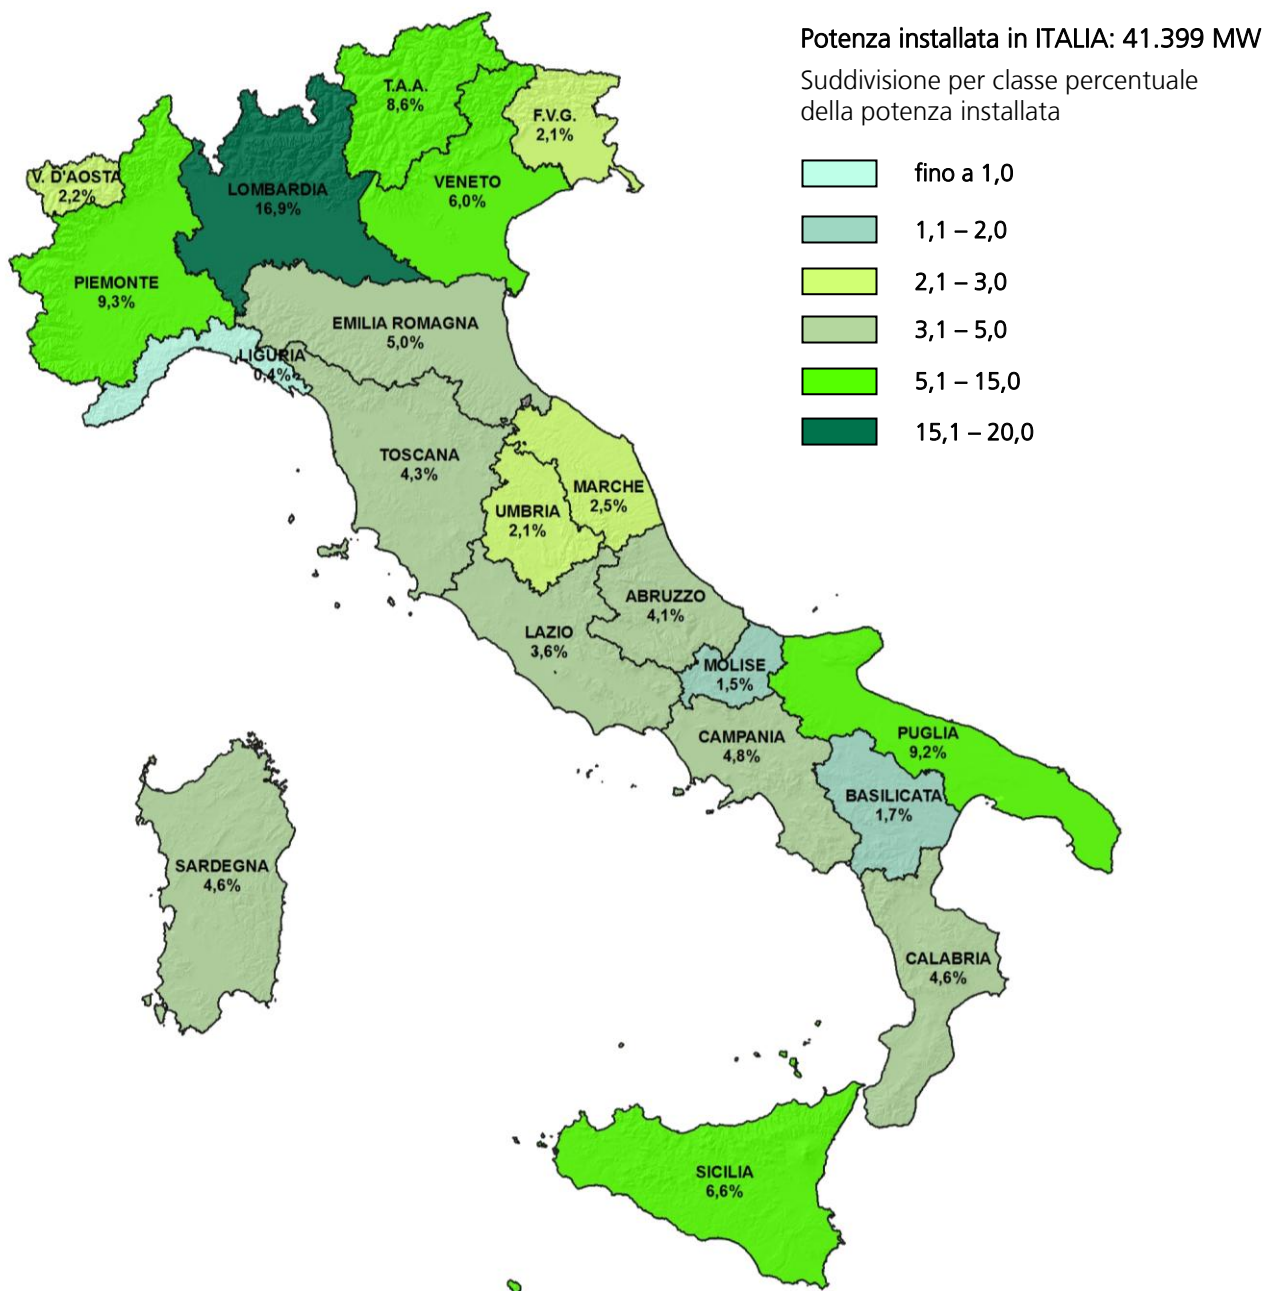 Potenza installata in ITALIA: 41.399 MW
Suddivisione per classe percentuale
della potenza installata
fino a 1,0
1,1 – 2,0
2,1 – 3,0
3,1 – 5,0
5,1 – 15,0
15,1 – 20,0
T.A.A.
8,6%
F.V.G.
2,1%
V. D'AOSTA
2,2%
LOMBARDIA
16,9%
VENETO
6,0%
PIEMONTE
9,3%
EMILIA ROMAGNA
5,0%
LIGURIA
0,4%
TOSCANA
4,3%
MARCHE
2,5%
UMBRIA
2,1%
ABRUZZO
4,1%
LAZIO
3,6%
MOLISE
1,5%
CAMPANIA
4,8%
PUGLIA
9,2%
BASILICATA
1,7%
SARDEGNA
4,6%
CALABRIA
4,6%
SICILIA
6,6%